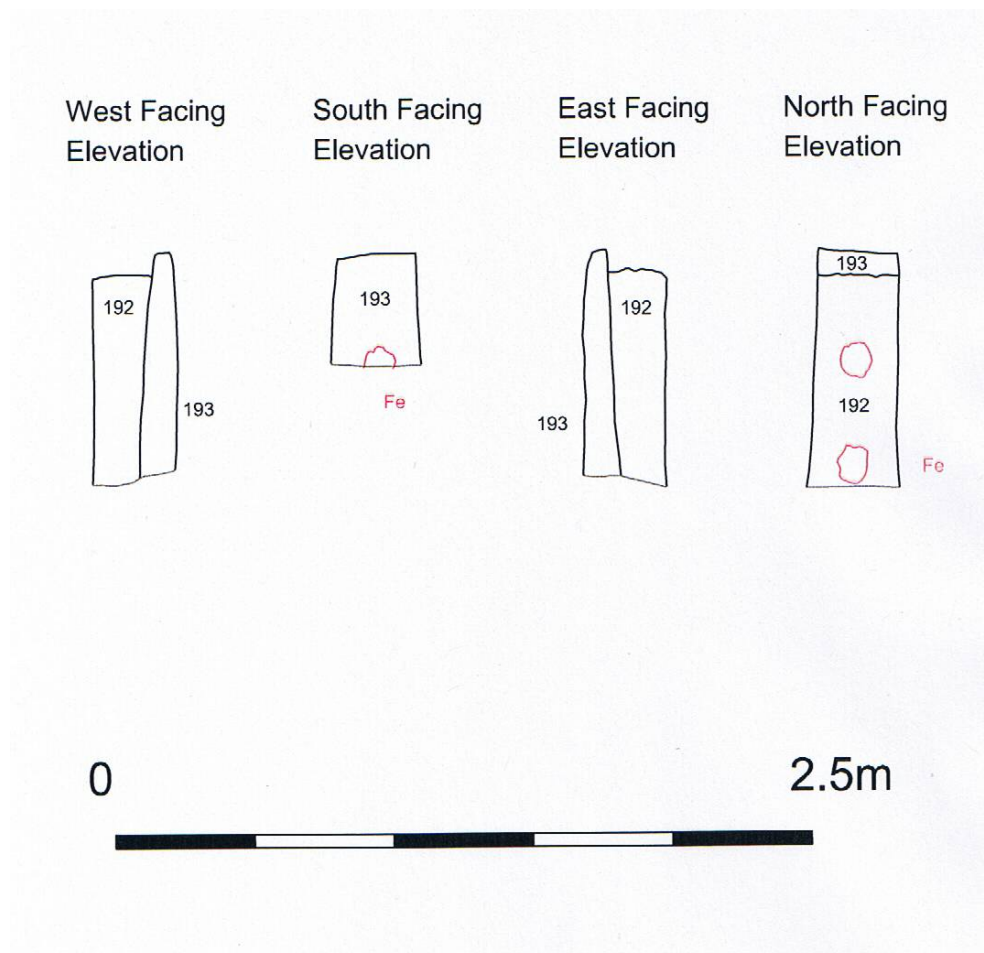 West Facing
Elevation
South Facing
Elevation
East Facing
Elevation
North Facing
Elevation
192
193
193
Fe
192
193
193
192
Fe
0
2.5m